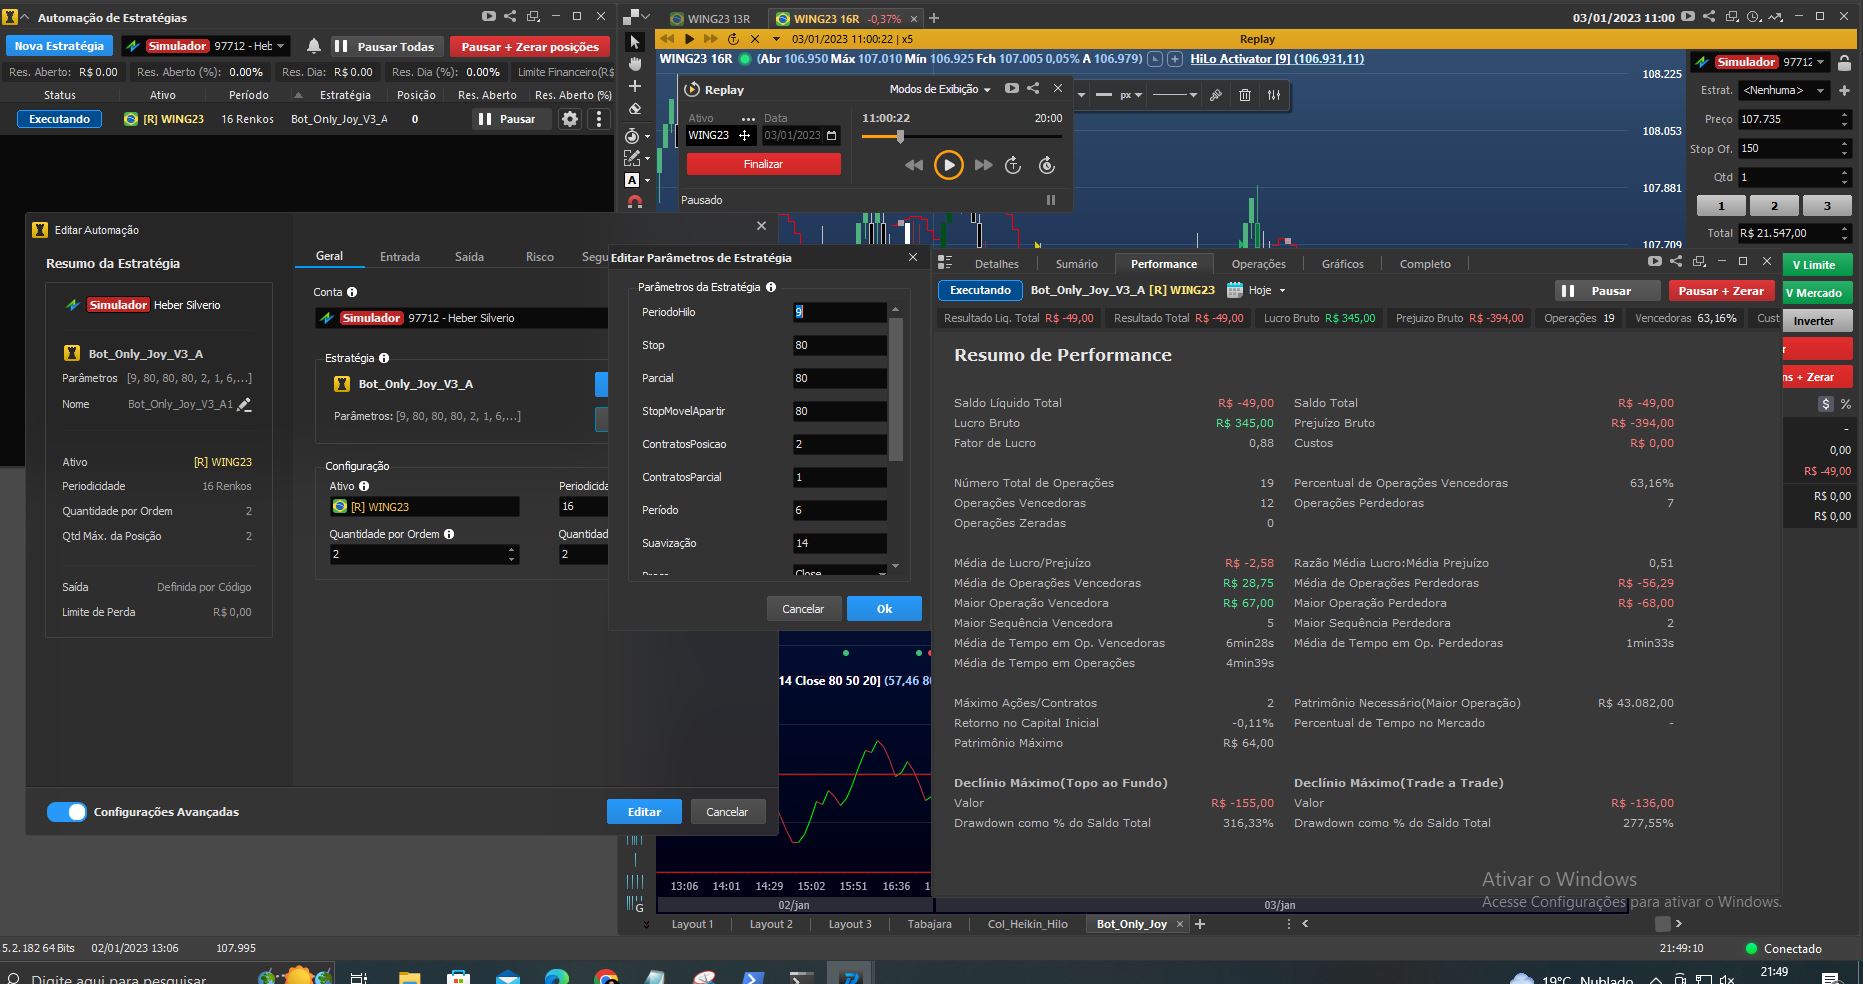 Automação de Estratégias
Nova Estratégia
Simulador 97712 - Heb
Pausar Todas
Pausar + Zerar posições
Res. Aberto: R$ 0.00
Res. Aberto (%): 0.00%
Res. Dia: R$ 0.00
Res. Dia (%): 0.00%
Limite Financeiro(R$
Status Ativo Período Estratégia Posição Res. Aberto Res. Aberto (%)
Executando [R] WING23 16 Renkos Bot_Only_Joy_V3_A 0 Pausar
WING23 13R
WING23 16R -0,37%
03/01/2023 11:00
03/01/2023 11:00:22 | x5
Replay
WING23 16R (Abr 106.950 Máx 107.010 Mín 106.925 Fch 107.005 0,05% A 106.979)
HiLo Activator [9] (106.931,11)
Replay
Modos de Exibição
Ativo
Data
WING23
03/01/2023
Finalizar
11:00:22
20:00
Pausado
px
108.225
108.053
107.881
107.709
Simulador 97712
Estrat. <Nenhuma>
Preço 107.735
Stop Of. 150
Qtd 1
1 2 3
Total R$ 21.547,00
V Limite
V Mercado
Inverter
r
ns + Zerar
$ %
-
0,00
R$ -49,00
R$ 0,00
R$ 0,00
Editar Automação
Resumo da Estratégia
Simulador Heber Silverio
Bot_Only_Joy_V3_A
Parâmetros [9, 80, 80, 80, 2, 1, 6,...]
Nome Bot_Only_Joy_V3_A1
Ativo [R] WING23
Periodicidade 16 Renkos
Quantidade por Ordem 2
Qtd Máx. da Posição 2
Saída Definida por Código
Limite de Perda R$ 0,00
Geral Entrada Saída Risco Segu
Conta
Simulador 97712 - Heber Silverio
Estratégia
Bot_Only_Joy_V3_A
Parâmetros: [9, 80, 80, 80, 2, 1, 6,...]
Configuração
Ativo
Periodicida
[R] WING23
16
Quantidade por Ordem
Quantidad
2
2
Configurações Avançadas
Editar
Cancelar
Editar Parâmetros de Estratégia
Parâmetros da Estratégia
PeriodoHilo 9
Stop 80
Parcial 80
StopMovelApartir 80
ContratosPosicao 2
ContratosParcial 1
Período 6
Suavização 14
Close
Cancelar
Ok
Detalhes Sumário Performance Operações Gráficos Completo
Executando
Bot_Only_Joy_V3_A [R] WING23
Hoje
Pausar
Pausar + Zerar
Resultado Liq. Total R$ -49,00
Resultado Total R$ -49,00
Lucro Bruto R$ 345,00
Prejuizo Bruto R$ -394,00
Operações 19
Vencedoras 63,16%
Cust
Resumo de Performance
Saldo Líquido Total R$ -49,00 Saldo Total R$ -49,00
Lucro Bruto R$ 345,00 Prejuízo Bruto R$ -394,00
Fator de Lucro 0,88 Custos R$ 0,00
Número Total de Operações 19 Percentual de Operações Vencedoras 63,16%
Operações Vencedoras 12 Operações Perdedoras 7
Operações Zeradas 0
Média de Lucro/Prejuízo R$ -2,58 Razão Média Lucro:Média Prejuízo 0,51
Média de Operações Vencedoras R$ 28,75 Média de Operações Perdedoras R$ -56,29
Maior Operação Vencedora R$ 67,00 Maior Operação Perdedora R$ -68,00
Maior Sequência Vencedora 5 Maior Sequência Perdedora 2
Média de Tempo em Op. Vencedoras 6min28s Média de Tempo em Op. Perdedoras 1min33s
Média de Tempo em Operações 4min39s
Máximo Ações/Contratos 2 Patrimônio Necessário(Maior Operação) R$ 43.082,00
Retorno no Capital Inicial -0,11% Percentual de Tempo no Mercado -
Patrimônio Máximo R$ 64,00
Declínio Máximo(Topo ao Fundo) Declínio Máximo(Trade a Trade)
Valor R$ -155,00 Valor R$ -136,00
Drawdown como % do Saldo Total 316,33% Drawdown como % do Saldo Total 277,55%
Ativar o Windows
Acesse Configurações para ativar o Windows.
14 Close 80 50 20] (57,46 80
13:06 14:01 14:29 15:02 15:51 16:36 1
02/jan 03/jan
G
Layout 1 Layout 2 Layout 3 Tabajara Col_Heikin_Hilo Bot_Only_Joy
5.2.182 64 Bits 02/01/2023 13:06 107.995
21:49:10 Conectado
Digite aqui para pesquisar
19°C Nublado
21:49